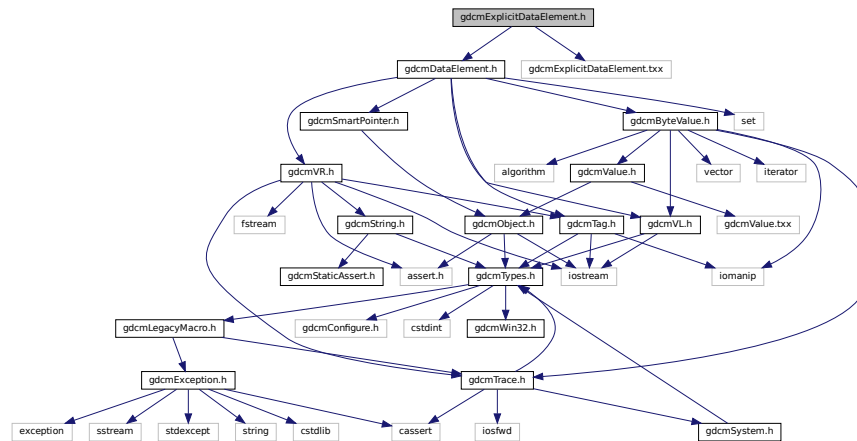 gdcmExplicitDataElement.h
gdcmDataElement.h
gdcmExplicitDataElement.txx
gdcmSmartPointer.h
gdcmByteValue.h
set
gdcmVR.h
algorithm
gdcmValue.h
vector
iterator
fstream
gdcmString.h
gdcmObject.h
gdcmTag.h
gdcmVL.h
gdcmValue.txx
gdcmStaticAssert.h
assert.h
gdcmTypes.h
iostream
iomanip
gdcmLegacyMacro.h
gdcmConfigure.h
cstdint
gdcmWin32.h
gdcmException.h
gdcmTrace.h
exception
sstream
stdexcept
string
cstdlib
cassert
iosfwd
gdcmSystem.h